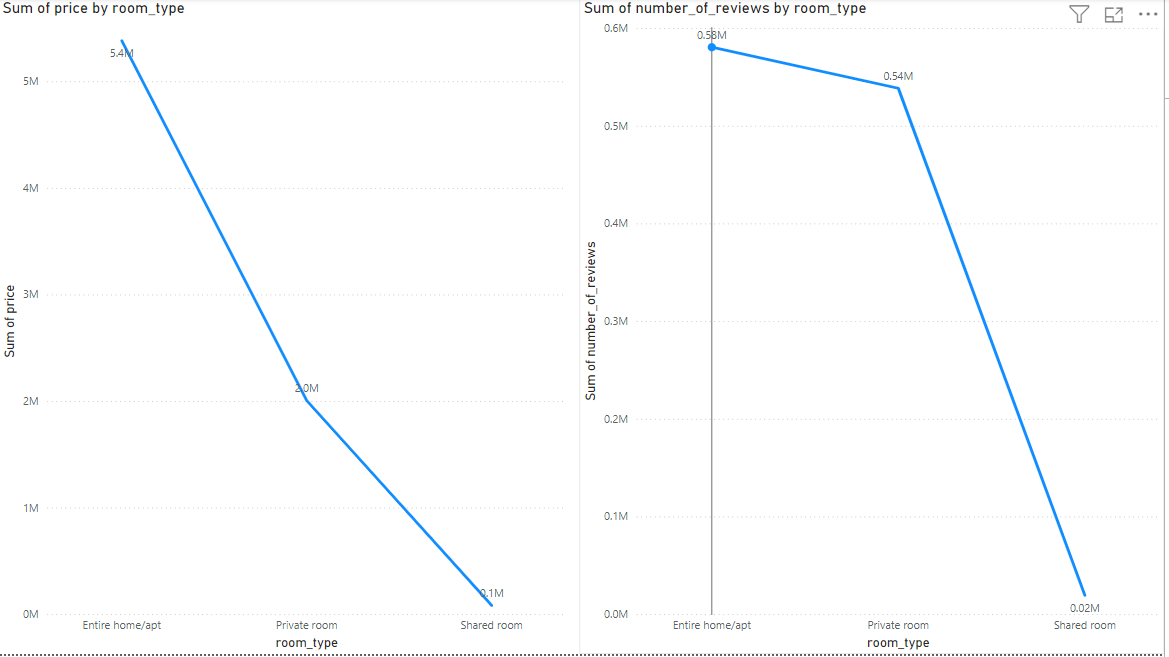 Sum of price by room_type
5.4M
5M
4M
3M
2.0M
2M
1M
0.1M
0M
Sum of price
Entire home/apt Private room Shared room
room_type
Sum of number_of_reviews by room_type
0.6M
0.58M
0.54M
0.5M
0.4M
0.3M
0.2M
0.1M
0.02M
0.0M
Sum of number_of_reviews
Entire home/apt Private room Shared room
room_type